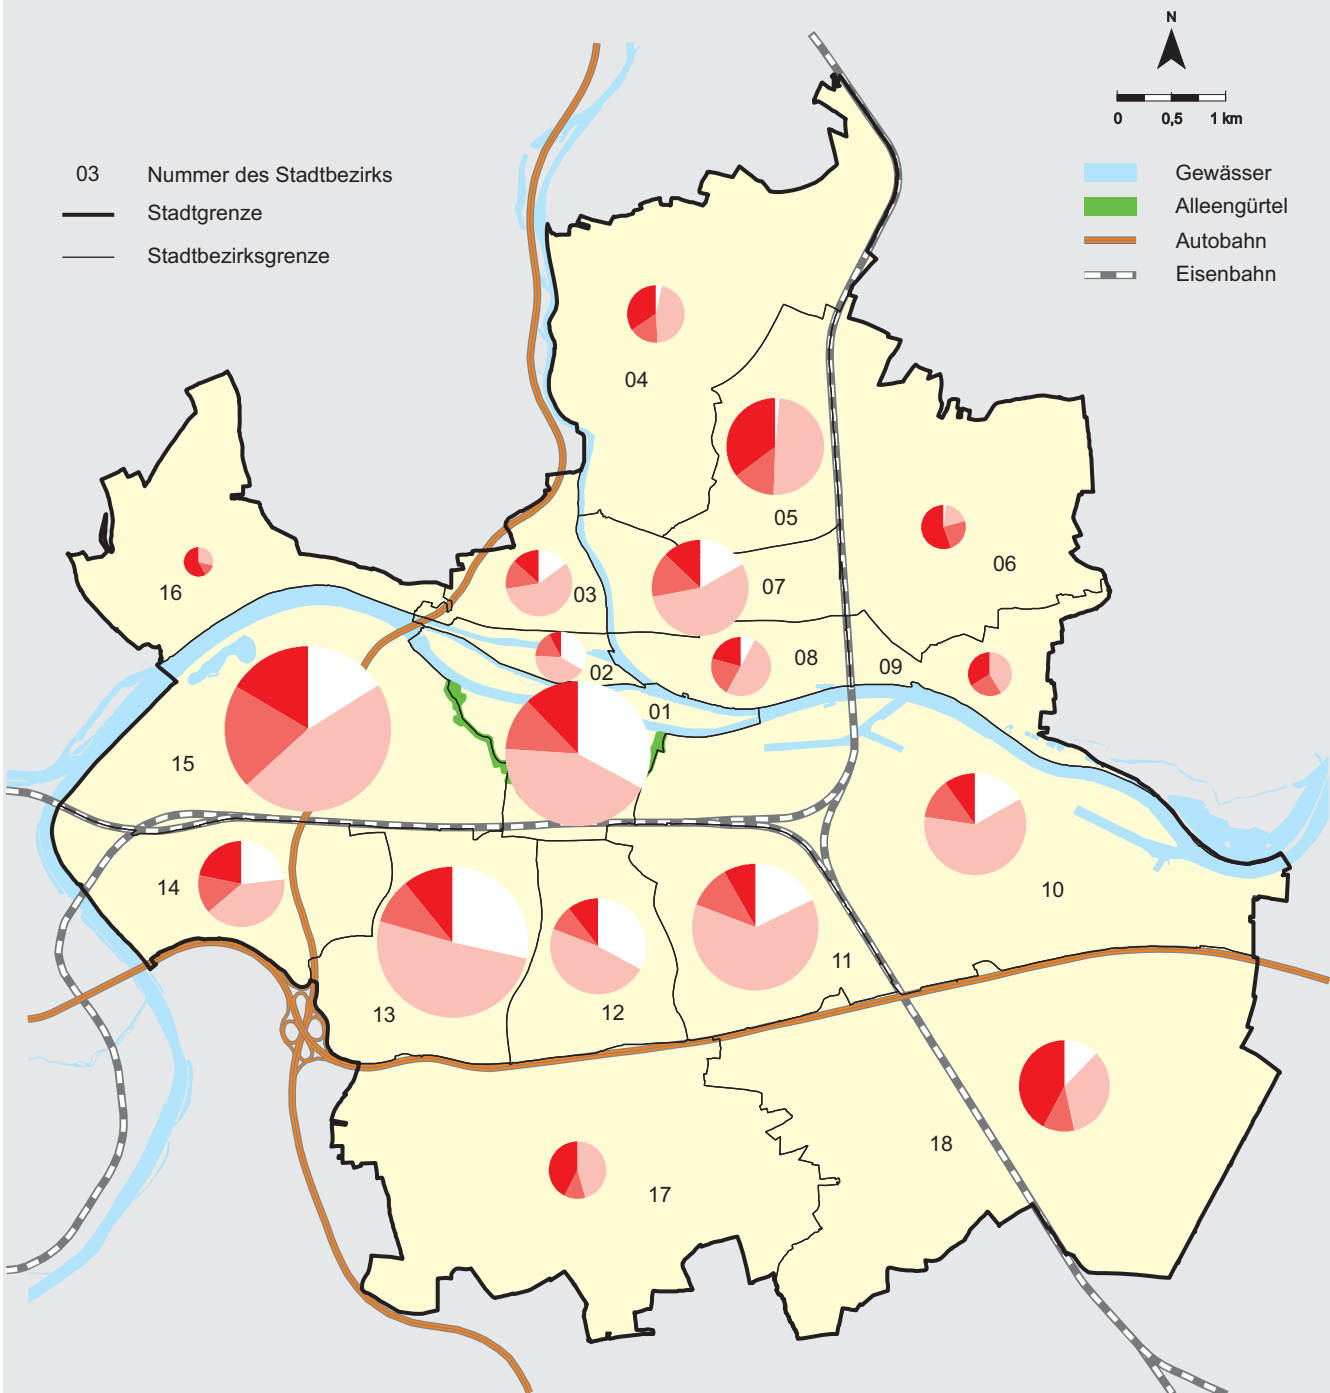 N
0 0,5 1 km
03 Nummer des Stadtbezirks
Stadtgrenze
Stadtbezirksgrenze
Gewässer
Alleengürtel
Autobahn
Eisenbahn
04
05
06
16
03
07
02
08
09
01
15
14
10
11
13
12
18
17